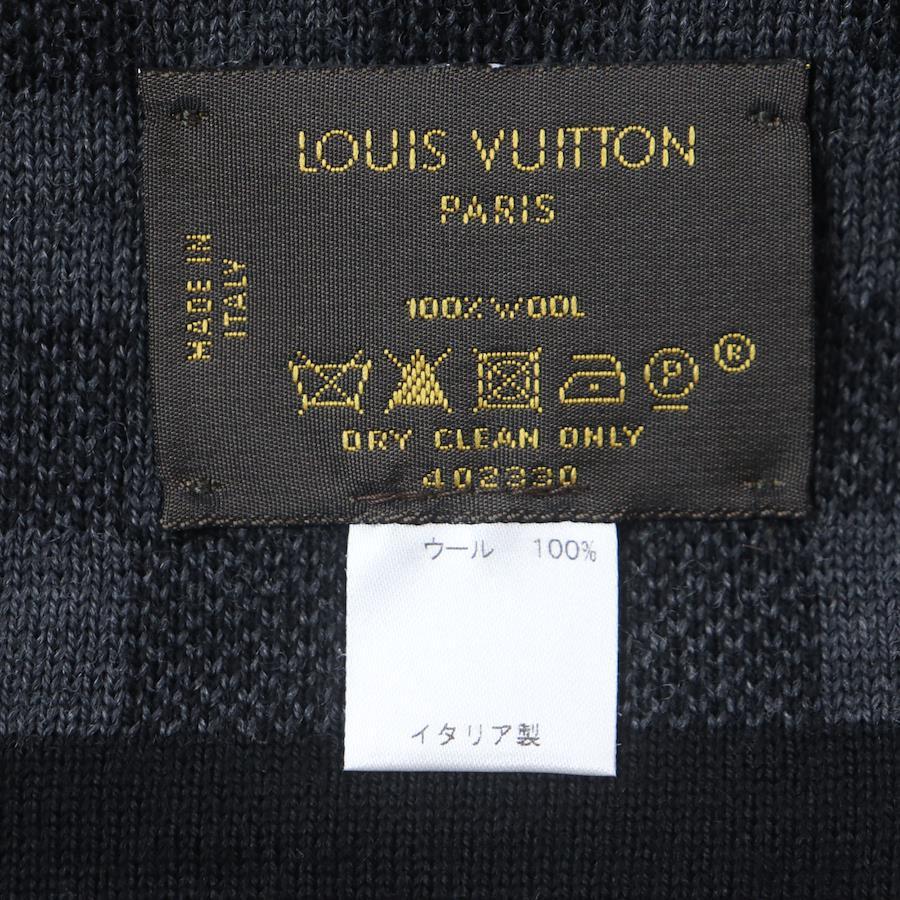 LOUIS VUITTON
PARIS
MADE IN
ITALY
100% WOOL
P
®
DRY CLEAN ONLY
402330
ウール 100%
イタリア製